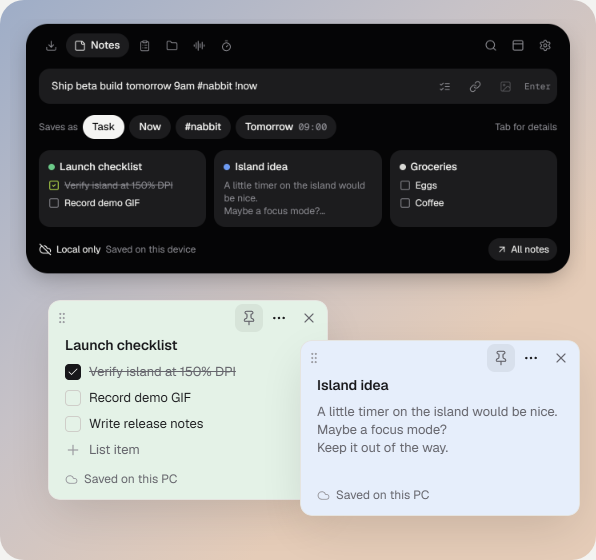 Notes
Ship beta build tomorrow 9am #nabbit !now
Enter
Saves as Task Now #nabbit Tomorrow 09:00 Tab for details
Launch checklist
Verify island at 150% DPI
Record demo GIF
Island idea
A little timer on the island would
be nice.
Maybe a focus mode?...
Groceries
Eggs
Coffee
Local only Saved on this device
All notes
Launch checklist
Verify island at 150% DPI
Record demo GIF
Write release notes
List item
Saved on this PC
Island idea
A little timer on the island would be nice.
Maybe a focus mode?
Keep it out of the way.
Saved on this PC